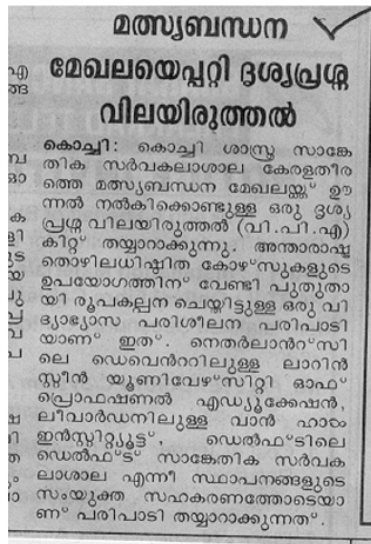 മത്സ്യബന്ധന
മേഖലയെപ്പറ്റി ദൃശ്യപ്രശ്ന
വിലയിരുത്തൽ
കൊച്ചി: കൊച്ചി ശാസ്ത്ര സാങ്കേ
തിക സർവകലാശാല കേരളതീര
ത്തെ മത്സ്യബന്ധന മേഖലയ്ക്ക് ഊ
ന്നൽ നൽകിക്കൊണ്ടുള്ള ഒരു ദൃശ്യ
പ്രശ്ന വിലയിരുത്തൽ (വി.പി.എ)
കിറ്റ് തയ്യാറാക്കുന്നു. അന്താരാഷ്ട്ര
തൊഴിലധിഷ്ഠിത കോഴ്സുകളുടെ
ഉപയോഗത്തിന് വേണ്ടി പുതുതാ
യി രൂപകല്പന ചെയ്തിട്ടുള്ള ഒരു വി
ദ്യാഭ്യാസ പരിശീലന പരിപാടി
യാണ് ഇത്. നെതർലാൻറ്സി
ലെ ഡെവെൻററിലുള്ള ലാറിൻ
സ്റ്റീൻ യൂണിവേഴ്സിറ്റി ഓഫ്
പ്രൊഫഷണൽ എഡ്യൂക്കേഷൻ,
ലീവാർഡനിലുള്ള വാൻ ഹാൾ
ഇൻസ്റ്റിറ്റ്യൂട്ട്, ഡെൽഫ്ടിലെ
ഡെൽഫ്ട് സാങ്കേതിക സർവക
ലാശാല എന്നീ സ്ഥാപനങ്ങളുടെ
സംയുക്ത സഹകരണത്തോടെയാ
ണ് പരിപാടി തയ്യാറാക്കുന്നത്.